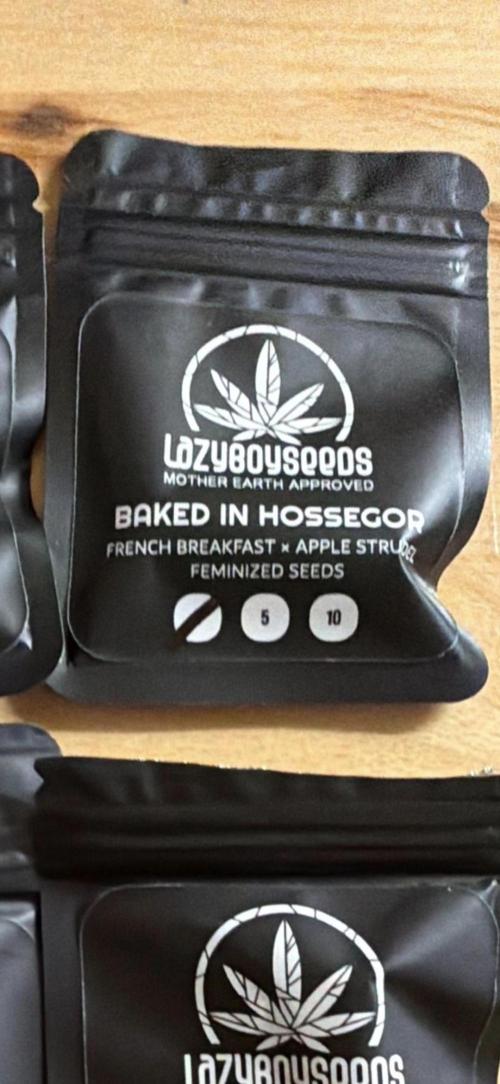 LAZYBOYSEEDS
MOTHER EARTH APPROVED
BAKED IN HOSSEGOR
FRENCH BREAKFAST × APPLE STRUDEL
FEMINIZED SEEDS
5 10
LAZYBOYSEEDS